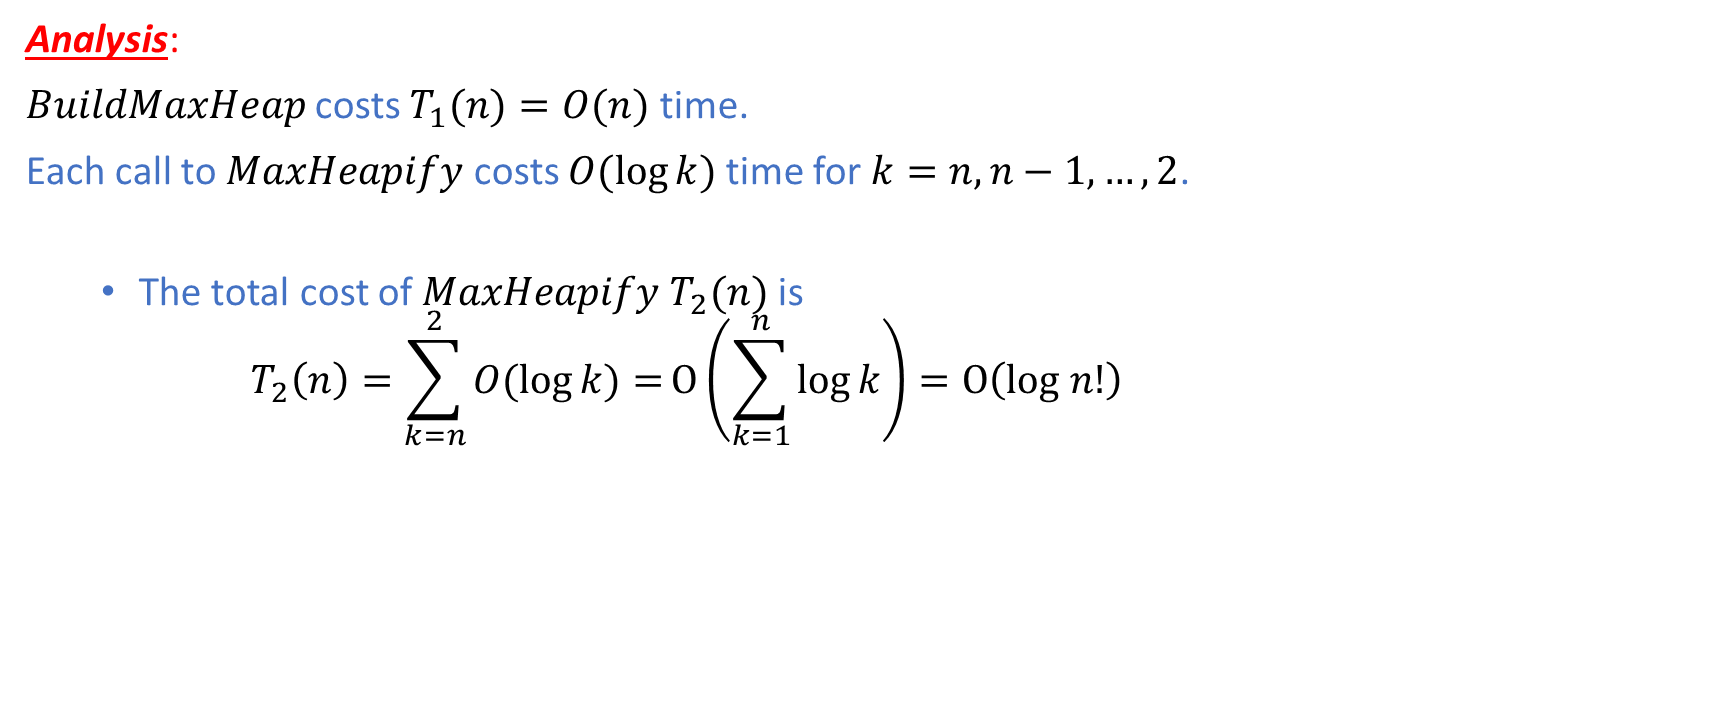 Analysis:
BuildMaxHeap costs T₁(n) = O(n) time.
Each call to MaxHeapify costs O(log k) time for k = n, n − 1, … , 2.
• The total cost of MaxHeapify T₂(n) is
T₂(n) = ∑_{k=n}^{2} O(log k) = O(∑_{k=1}^{n} log k) = O(log n!)